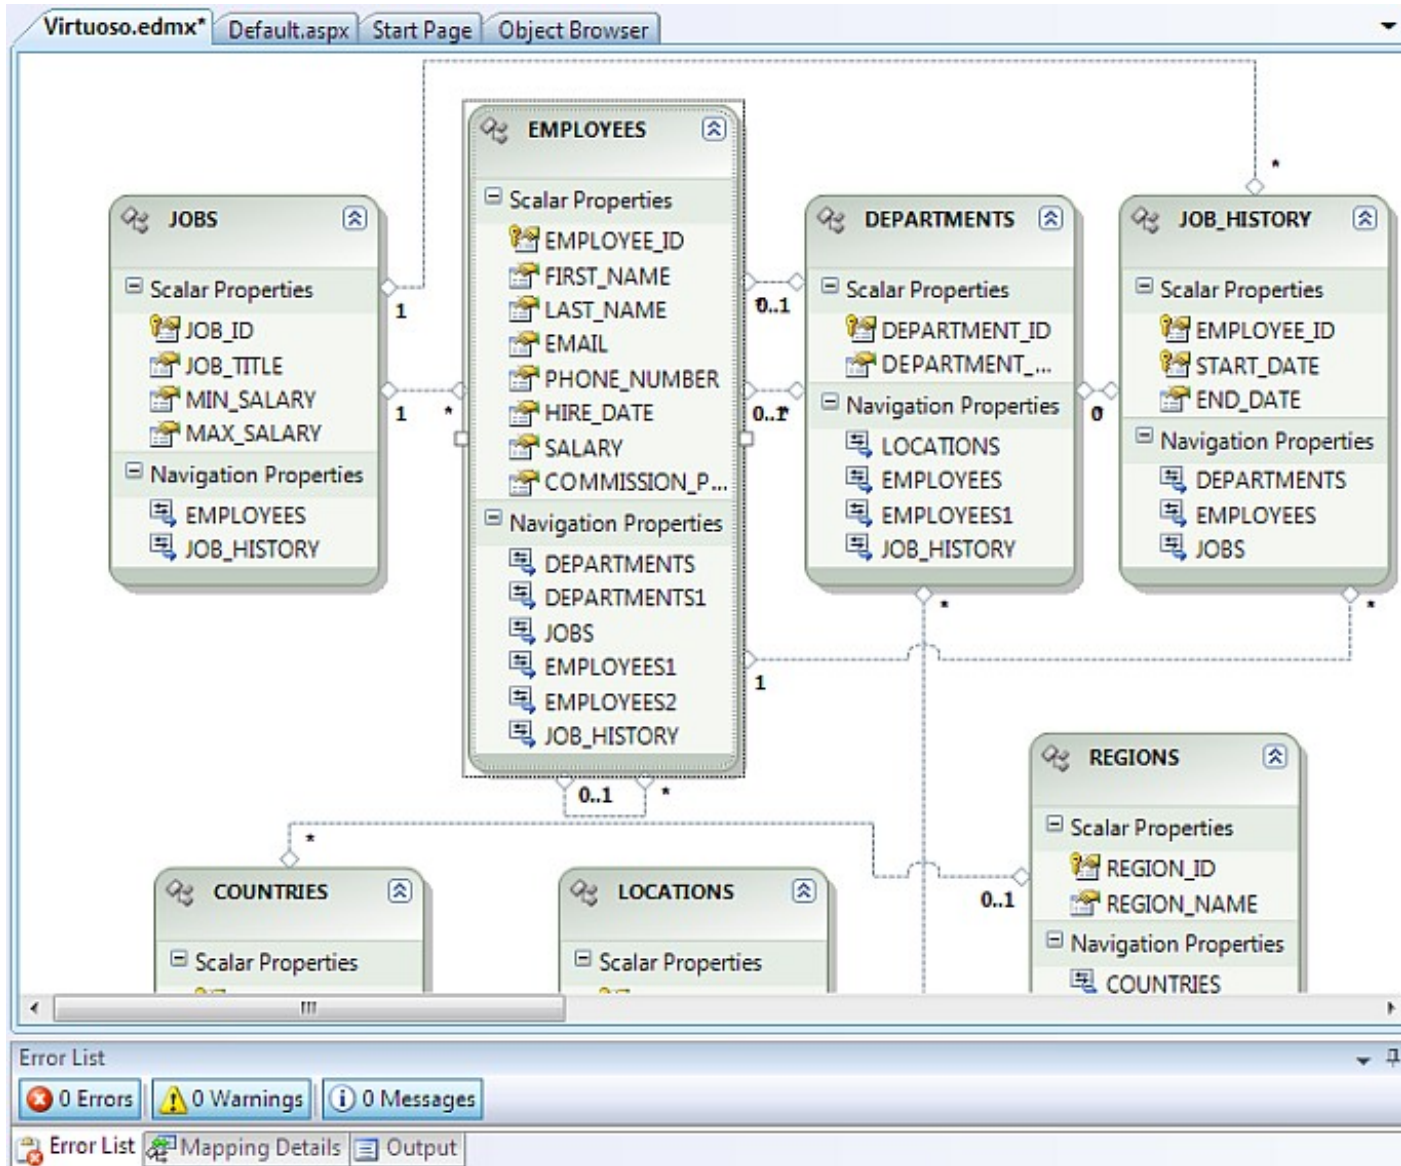 Virtuoso.edmx* Default.aspx Start Page Object Browser
EMPLOYEES
Scalar Properties
EMPLOYEE_ID
FIRST_NAME
LAST_NAME
EMAIL
PHONE_NUMBER
HIRE_DATE
SALARY
COMMISSION_P...
Navigation Properties
DEPARTMENTS
DEPARTMENTS1
JOBS
EMPLOYEES1
EMPLOYEES2
JOB_HISTORY
JOBS
Scalar Properties
JOB_ID
JOB_TITLE
MIN_SALARY
MAX_SALARY
Navigation Properties
EMPLOYEES
JOB_HISTORY
1
1
*
DEPARTMENTS
Scalar Properties
DEPARTMENT_ID
DEPARTMENT_...
Navigation Properties
LOCATIONS
EMPLOYEES
EMPLOYEES1
JOB_HISTORY
0..1
0..1
*
JOB_HISTORY
Scalar Properties
EMPLOYEE_ID
START_DATE
END_DATE
Navigation Properties
DEPARTMENTS
EMPLOYEES
JOBS
*
0
*
*
1
0..1
*
*
0..1
REGIONS
Scalar Properties
REGION_ID
REGION_NAME
Navigation Properties
COUNTRIES
COUNTRIES
Scalar Properties
LOCATIONS
Scalar Properties
Error List
0 Errors 0 Warnings 0 Messages
Error List Mapping Details Output